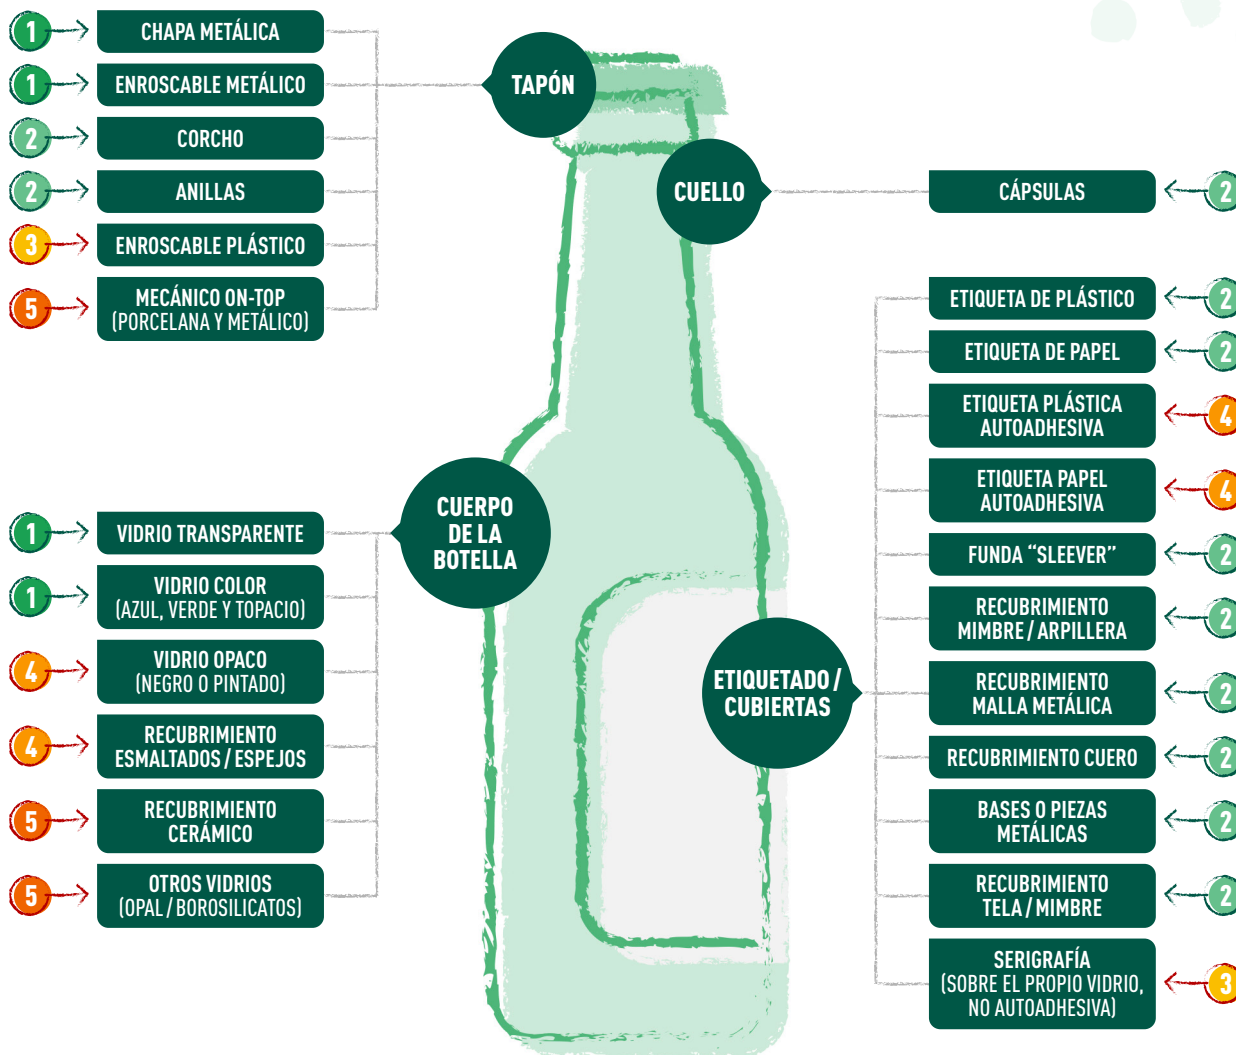 1
CHAPA METÁLICA
1
ENROSCABLE METÁLICO
2
CORCHO
2
ANILLAS
3
ENROSCABLE PLÁSTICO
5
MECÁNICO ON-TOP
(PORCELANA Y METÁLICO)
TAPÓN
CUELLO
CÁPSULAS
2
1
VIDRIO TRANSPARENTE
1
VIDRIO COLOR
(AZUL, VERDE Y TOPACIO)
4
VIDRIO OPACO
(NEGRO O PINTADO)
4
RECUBRIMIENTO
ESMALTADOS / ESPEJOS
5
RECUBRIMIENTO
CERÁMICO
5
OTROS VIDRIOS
(OPAL / BOROSILICATOS)
CUERPO
DE LA
BOTELLA
ETIQUETADO /
CUBIERTAS
ETIQUETA DE PLÁSTICO
2
ETIQUETA DE PAPEL
2
ETIQUETA PLÁSTICA
AUTOADHESIVA
4
ETIQUETA PAPEL
AUTOADHESIVA
4
FUNDA “SLEEVER”
2
RECUBRIMIENTO
MIMBRE / ARPILLERA
2
RECUBRIMIENTO
MALLA METÁLICA
2
RECUBRIMIENTO CUERO
2
BASES O PIEZAS
METÁLICAS
2
RECUBRIMIENTO
TELA / MIMBRE
2
SERIGRAFÍA
(SOBRE EL PROPIO VIDRIO,
NO AUTOADHESIVA)
3